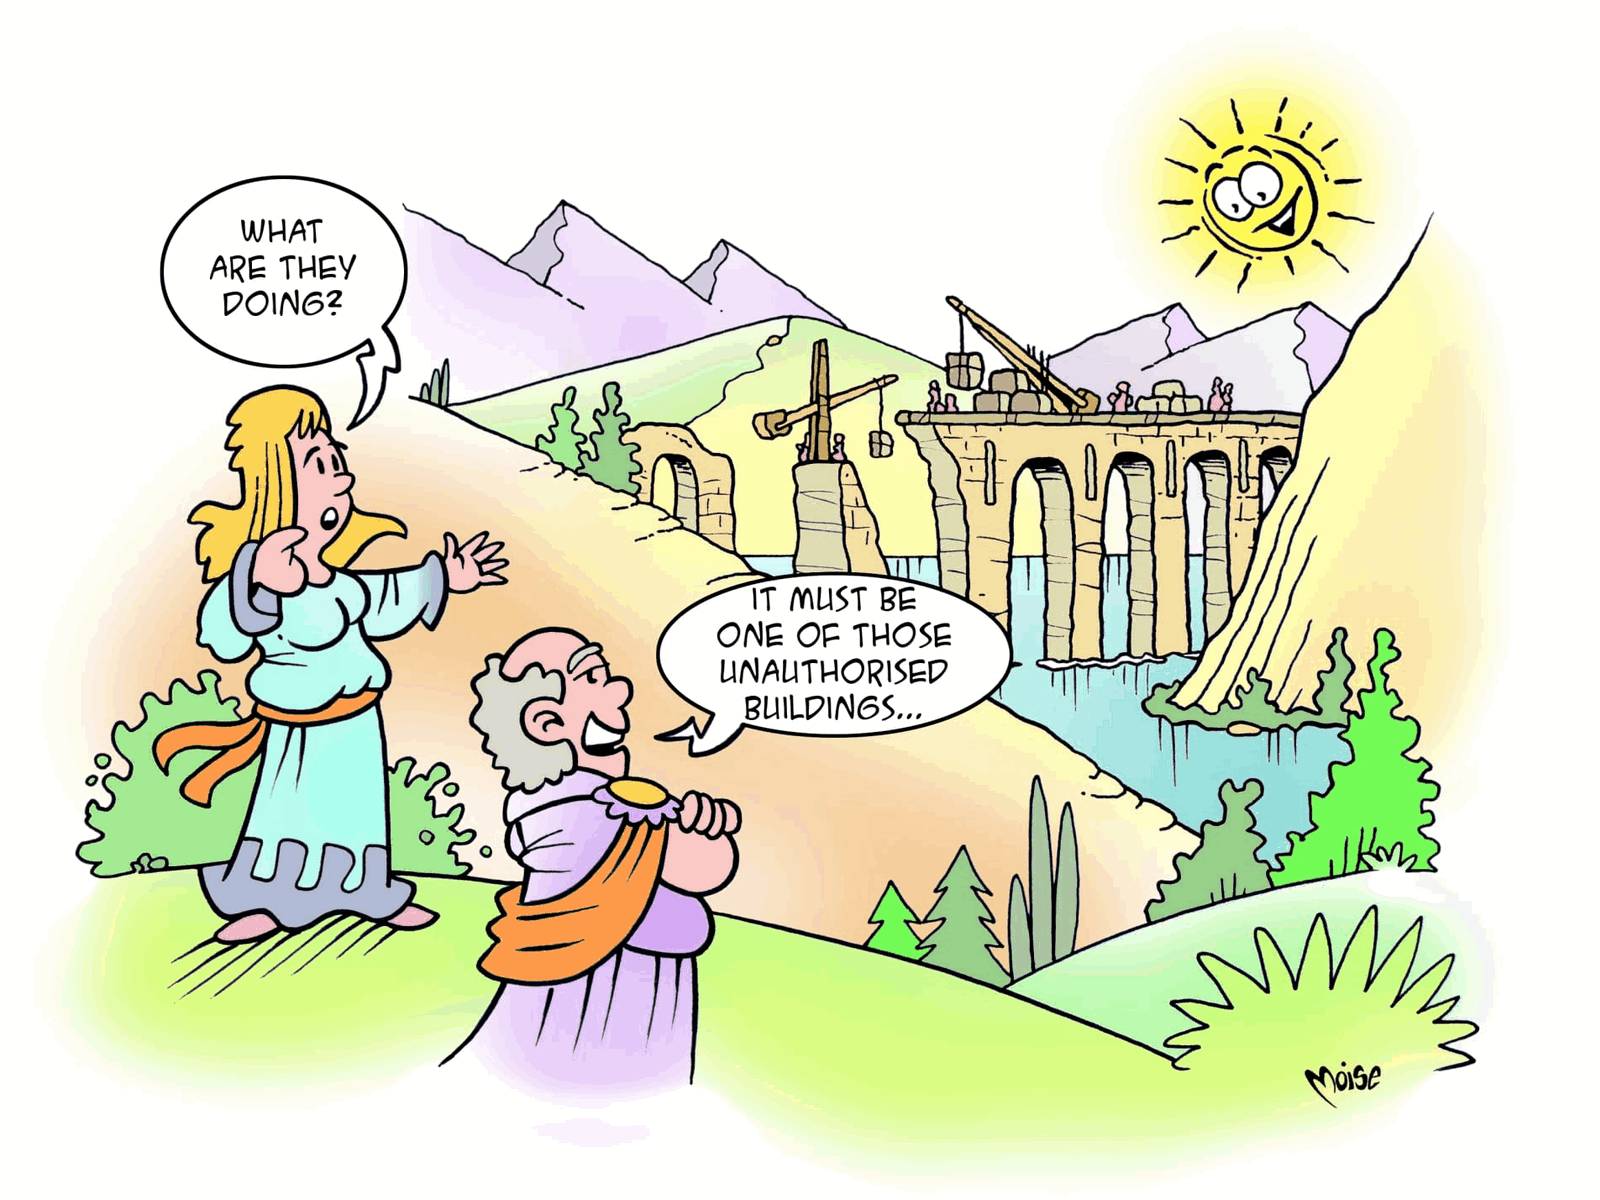 WHAT
ARE THEY
DOING?
IT MUST BE
ONE OF THOSE
UNAUTHORISED
BUILDINGS...
Moise